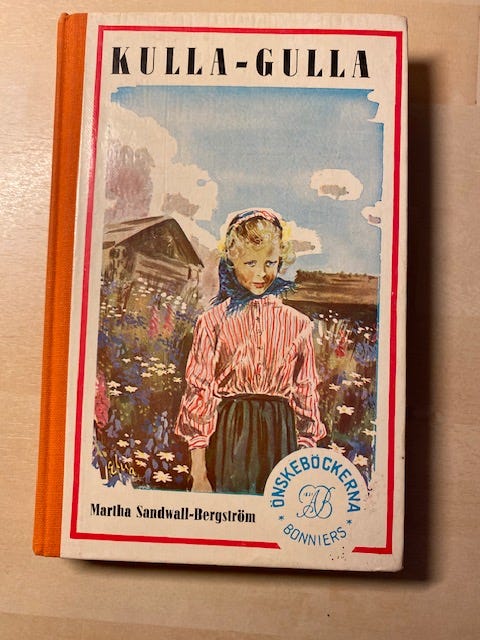 KULLA-GULLA
Martha Sandwall-Bergström
ÖNSKEBÖCKERNA
AB
BONNIERS